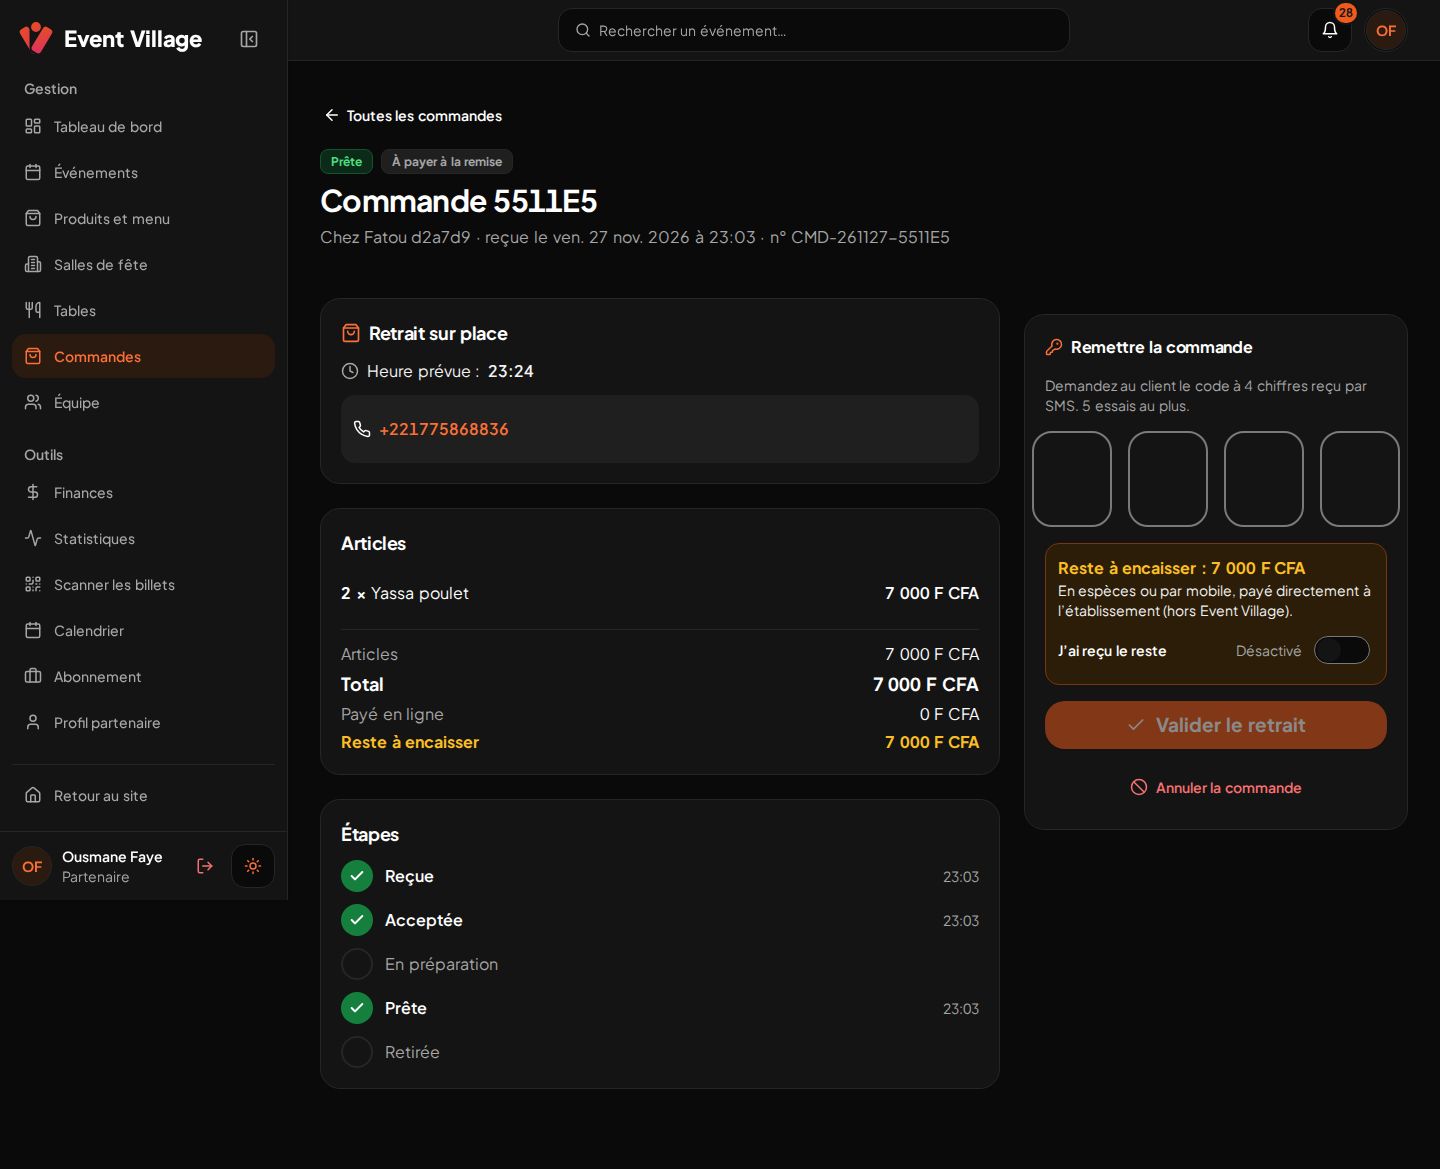 Event Village
Rechercher un événement…
28
OF
Gestion
Tableau de bord
Événements
Produits et menu
Salles de fête
Tables
Commandes
Équipe
Outils
Finances
Statistiques
Scanner les billets
Calendrier
Abonnement
Profil partenaire
Retour au site
OF
Ousmane Faye
Partenaire
Toutes les commandes
Prête
À payer à la remise
Commande 5511E5
Chez Fatou d2a7d9 · reçue le ven. 27 nov. 2026 à 23:03 · n° CMD-261127-5511E5
Retrait sur place
Heure prévue : 23:24
+221775868836
Articles
2 × Yassa poulet 7 000 F CFA
Articles 7 000 F CFA
Total 7 000 F CFA
Payé en ligne 0 F CFA
Reste à encaisser 7 000 F CFA
Étapes
Reçue 23:03
Acceptée 23:03
En préparation
Prête 23:03
Retirée
Remettre la commande
Demandez au client le code à 4 chiffres reçu par
SMS. 5 essais au plus.
Reste à encaisser : 7 000 F CFA
En espèces ou par mobile, payé directement à
l'établissement (hors Event Village).
J'ai reçu le reste Désactivé
Valider le retrait
Annuler la commande